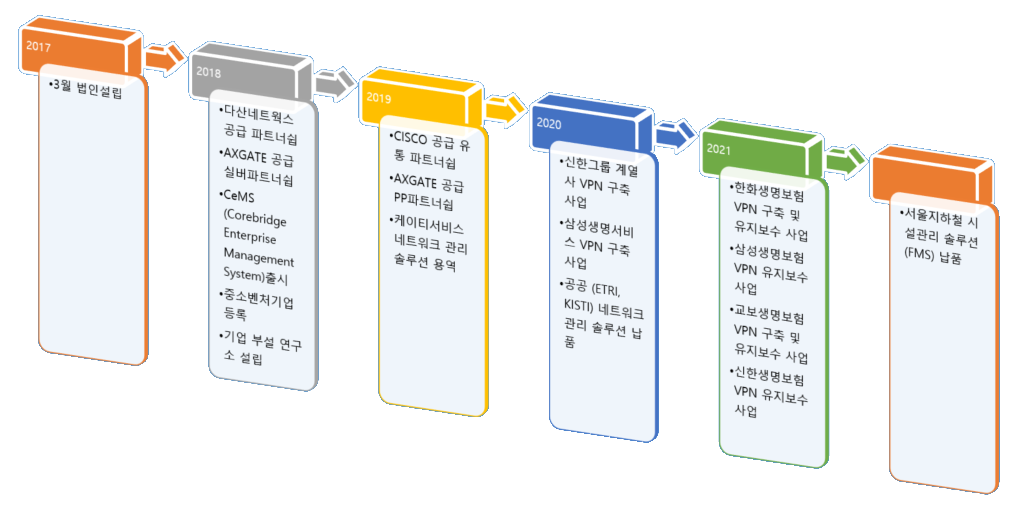 2017
•3월 법인설립
2018
•다산네트웍스
공급 파트너쉽
•AXGATE 공급
실버파트너쉽
•CeMS
(Corebridge
Enterprise
Management
System)출시
•중소벤처기업
등록
•기업 부설 연구
소 설립
2019
•CISCO 공급 유
통 파트너쉽
•AXGATE 공급
PP파트너쉽
•케이티서비스
네트워크 관리
솔루션 용역
2020
•신한그룹 계열
사 VPN 구축
사업
•삼성생명서비
스 VPN 구축
사업
•공공 (ETRI,
KISTI) 네트워크
관리 솔루션 납
품
2021
•한화생명보험
VPN 구축 및
유지보수 사업
•삼성생명보험
VPN 유지보수
사업
•교보생명보험
VPN 구축 및
유지보수 사업
•신한생명보험
VPN 유지보수
사업
•서울지하철 시
설관리 솔루션
(FMS) 납품